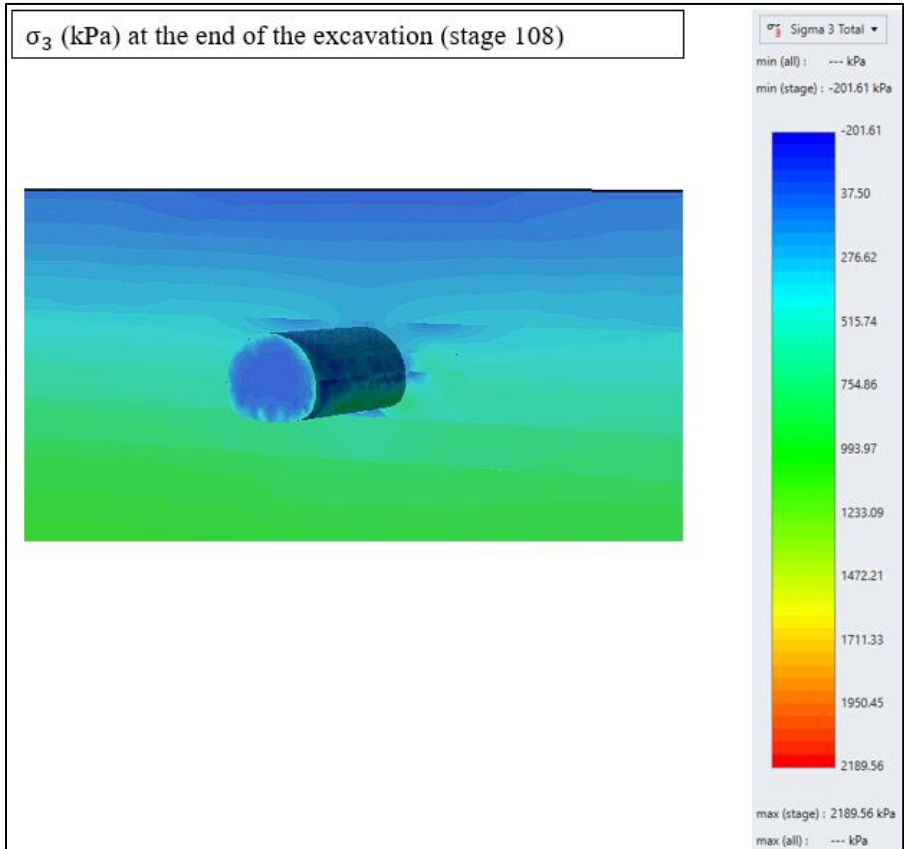 σ₃ (kPa) at the end of the excavation (stage 108)
σ₃ Sigma 3 Total ▾
min (all) : --- kPa
min (stage) : -201.61 kPa
-201.61
37.50
276.62
515.74
754.86
993.97
1233.09
1472.21
1711.33
1950.45
2189.56
max (stage) : 2189.56 kPa
max (all) : --- kPa